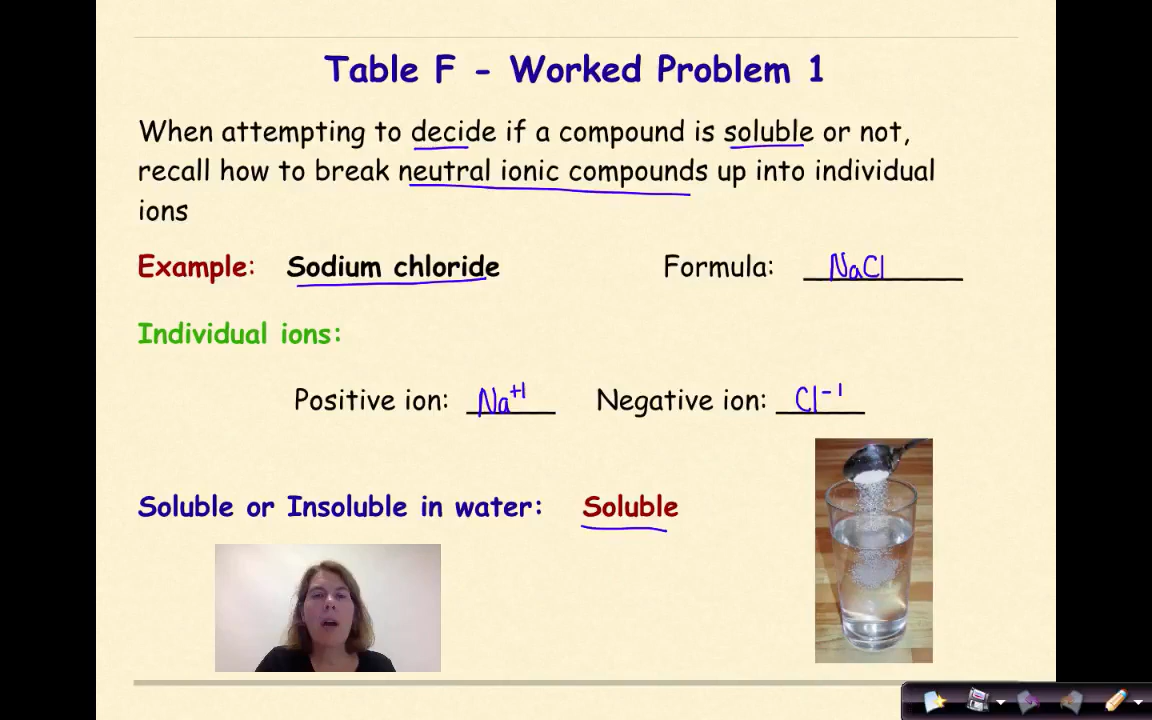 Table F - Worked Problem 1
When attempting to decide if a compound is soluble or not,
recall how to break neutral ionic compounds up into individual
ions
Example: Sodium chloride Formula: NaCl
Individual ions:
Positive ion: Na+1 Negative ion: Cl-1
Soluble or Insoluble in water: Soluble